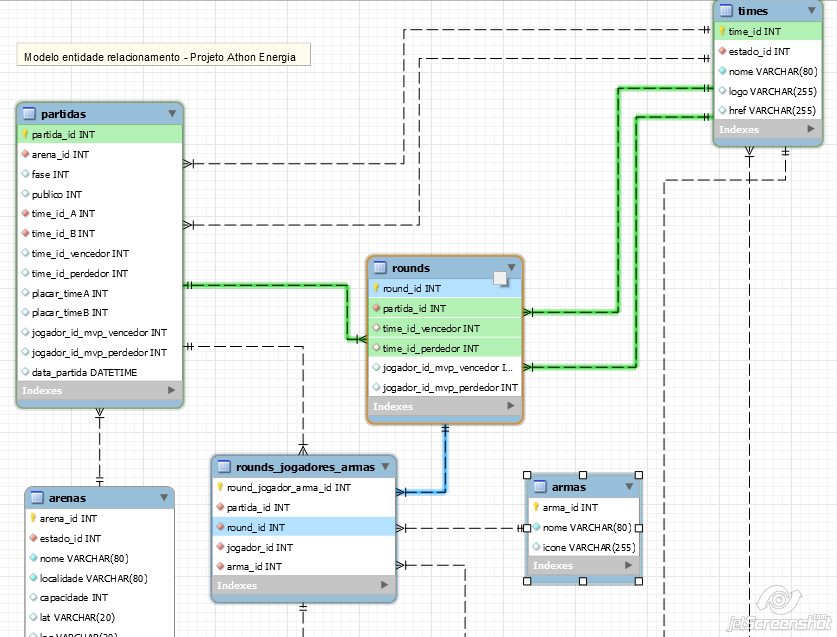 Modelo entidade relacionamento - Projeto Athon Energia
times
time_id INT
estado_id INT
nome VARCHAR(80)
logo VARCHAR(255)
href VARCHAR(255)
Indexes
partidas
partida_id INT
arena_id INT
fase INT
publico INT
time_id_A INT
time_id_B INT
time_id_vencedor INT
time_id_perdedor INT
placar_timeA INT
placar_timeB INT
jogador_id_mvp_vencedor INT
jogador_id_mvp_perdedor INT
data_partida DATETIME
Indexes
rounds
round_id INT
partida_id INT
time_id_vencedor INT
time_id_perdedor INT
jogador_id_mvp_vencedor I...
jogador_id_mvp_perdedor INT
Indexes
rounds_jogadores_armas
round_jogador_arma_id INT
partida_id INT
round_id INT
jogador_id INT
arma_id INT
Indexes
armas
arma_id INT
nome VARCHAR(80)
icone VARCHAR(255)
Indexes
arenas
arena_id INT
estado_id INT
nome VARCHAR(80)
localidade VARCHAR(80)
capacidade INT
lat VARCHAR(20)
jetScreenshot
.com